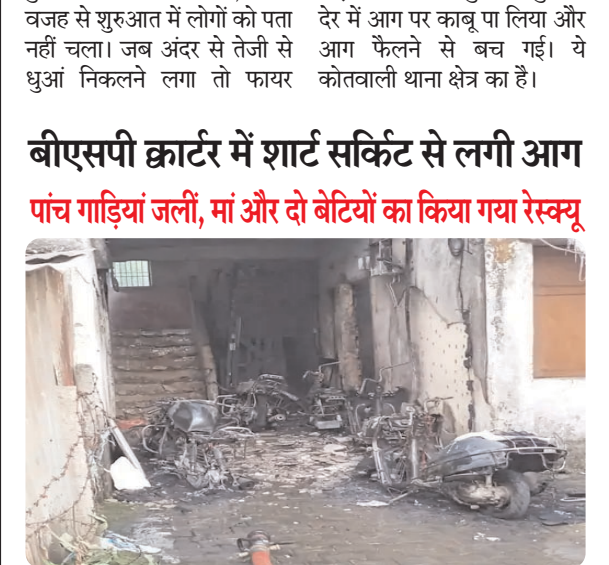 वजह से शुरुआत में लोगों को पता
नहीं चला। जब अंदर से तेजी से
धुआं निकलने लगा तो फायर
देर में आग पर काबू पा लिया और
आग फैलने से बच गई। ये
कोतवाली थाना क्षेत्र का है।
बीएसपी क्वार्टर में शार्ट सर्किट से लगी आग
पांच गाड़ियां जलीं, मां और दो बेटियों का किया गया रेस्क्यू